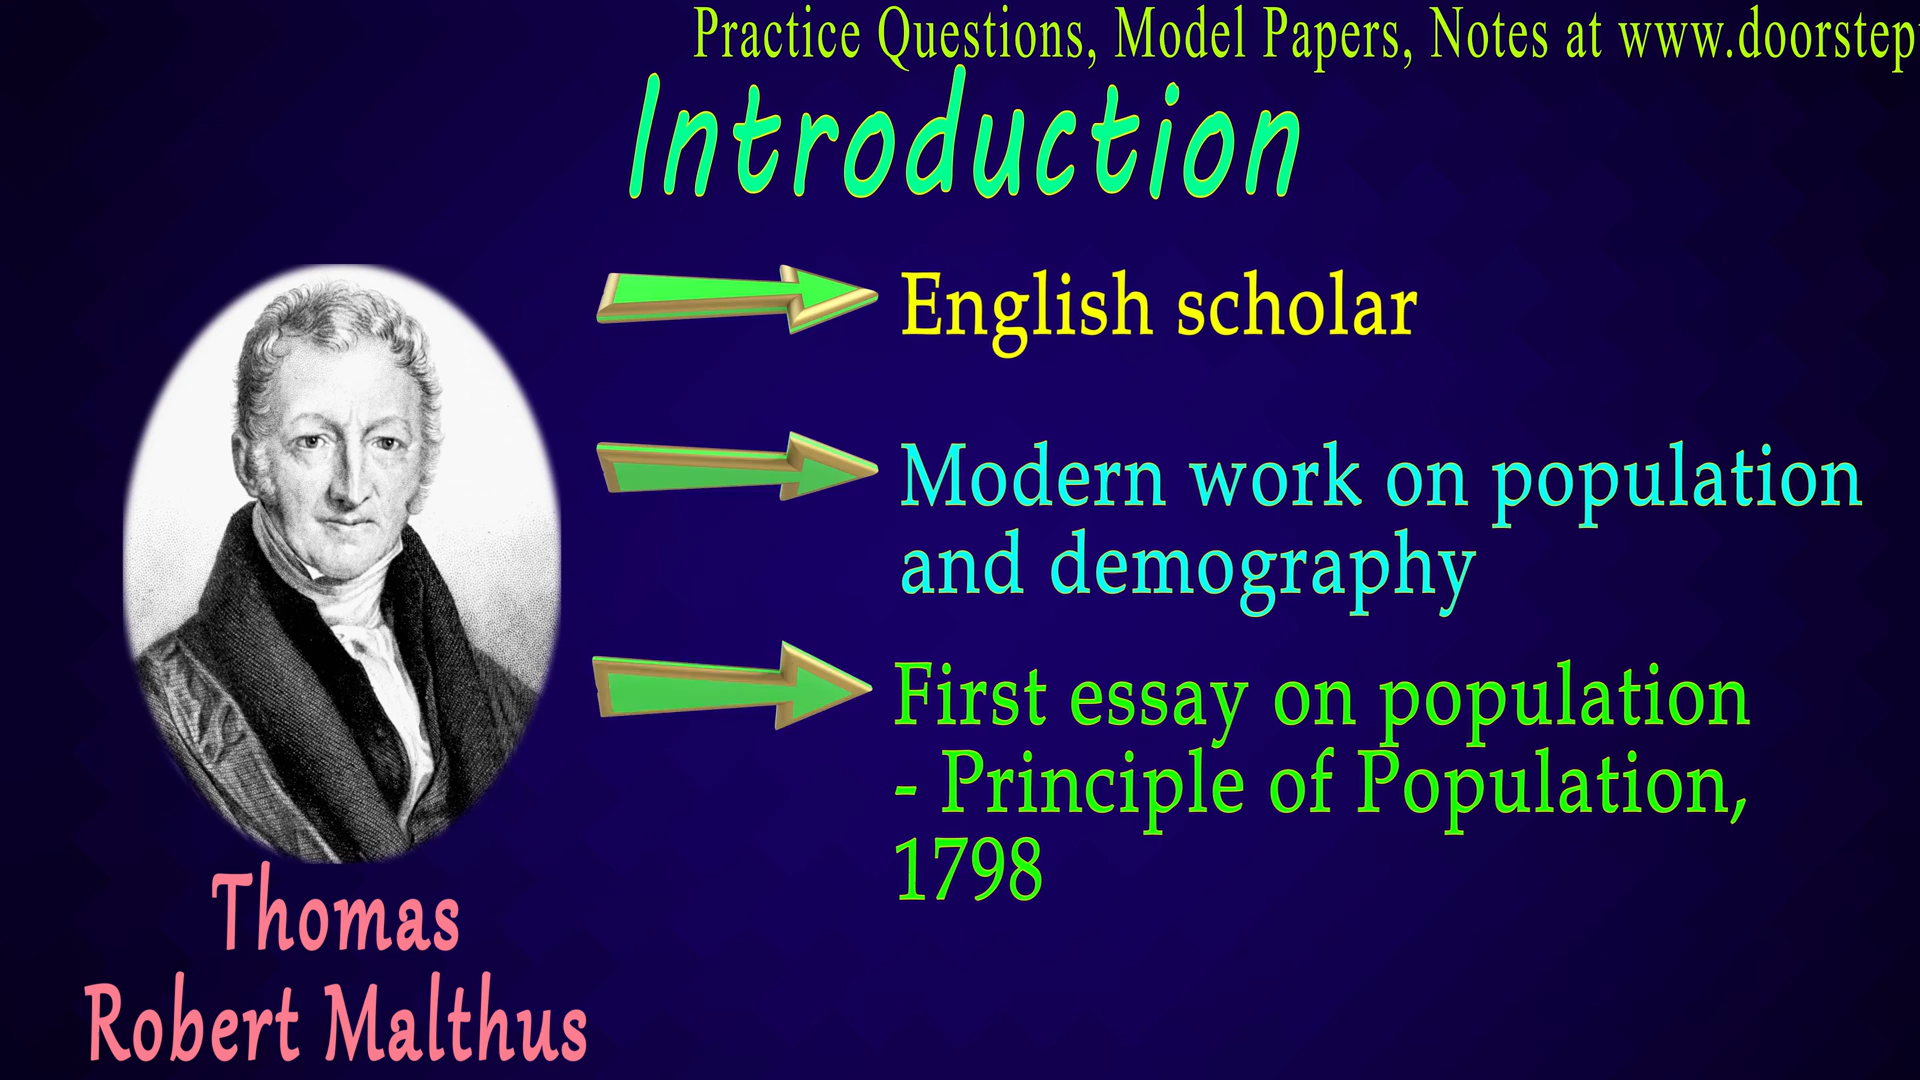 Practice Questions, Model Papers, Notes at www.doorstep
Introduction
English scholar
Modern work on population
and demography
First essay on population
- Principle of Population,
1798
Thomas
Robert Malthus